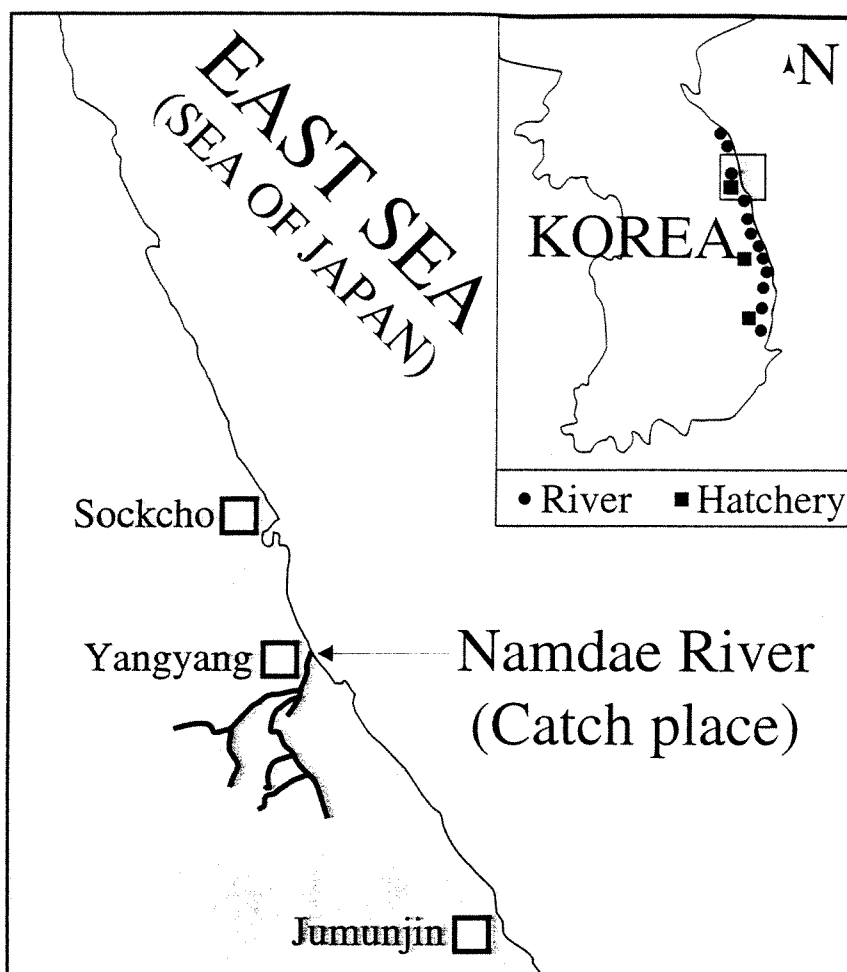 EAST SEA
(SEA OF JAPAN)
N
KOREA
● River ■ Hatchery
Sockcho
Yangyang
Namdae River
(Catch place)
Jumunjin